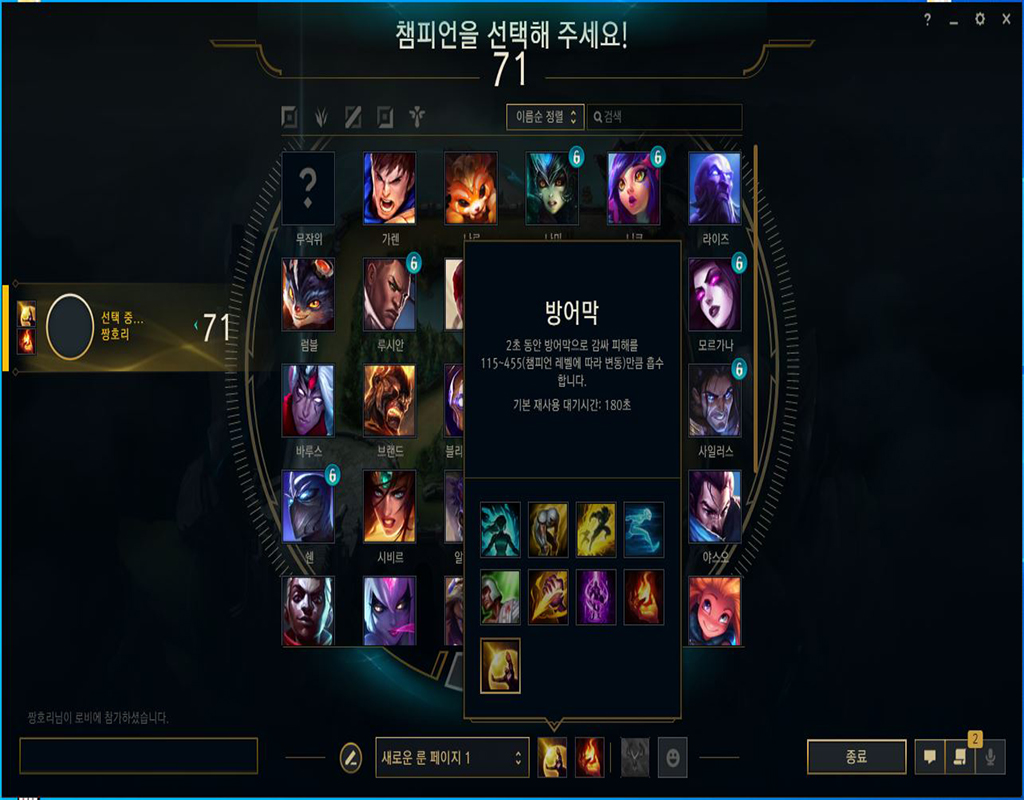 챔피언을 선택해 주세요!
71
이름순 정렬
검색
6
6
무작위
가렌
라이즈
6
6
선택 중...
짱호리
71
럼블
루시안
모르가나
6
바루스
브랜드
사일러스
6
쉔
시비르
야스오
방어막
2초 동안 방어막으로 감싸 피해를
115~455(챔피언 레벨에 따라 변동)만큼 흡수
합니다.
기본 재사용 대기시간: 180초
짱호리님이 로비에 참가하셨습니다.
새로운 룬 페이지 1
종료
2